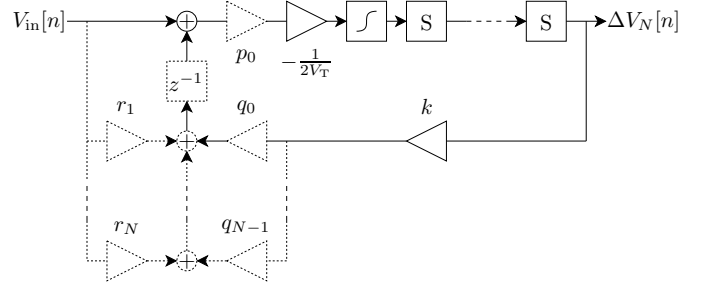 V_in[n] + S S ΔV_N[n]
p_0 −1/(2V_T)
z^{-1}
r_1 q_0 k
+
r_N q_{N−1}
+